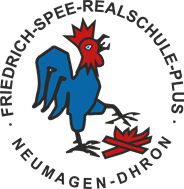 · FRIEDRICH-SPEE-REALSCHULE-PLUS ·
NEUMAGEN-DHRON